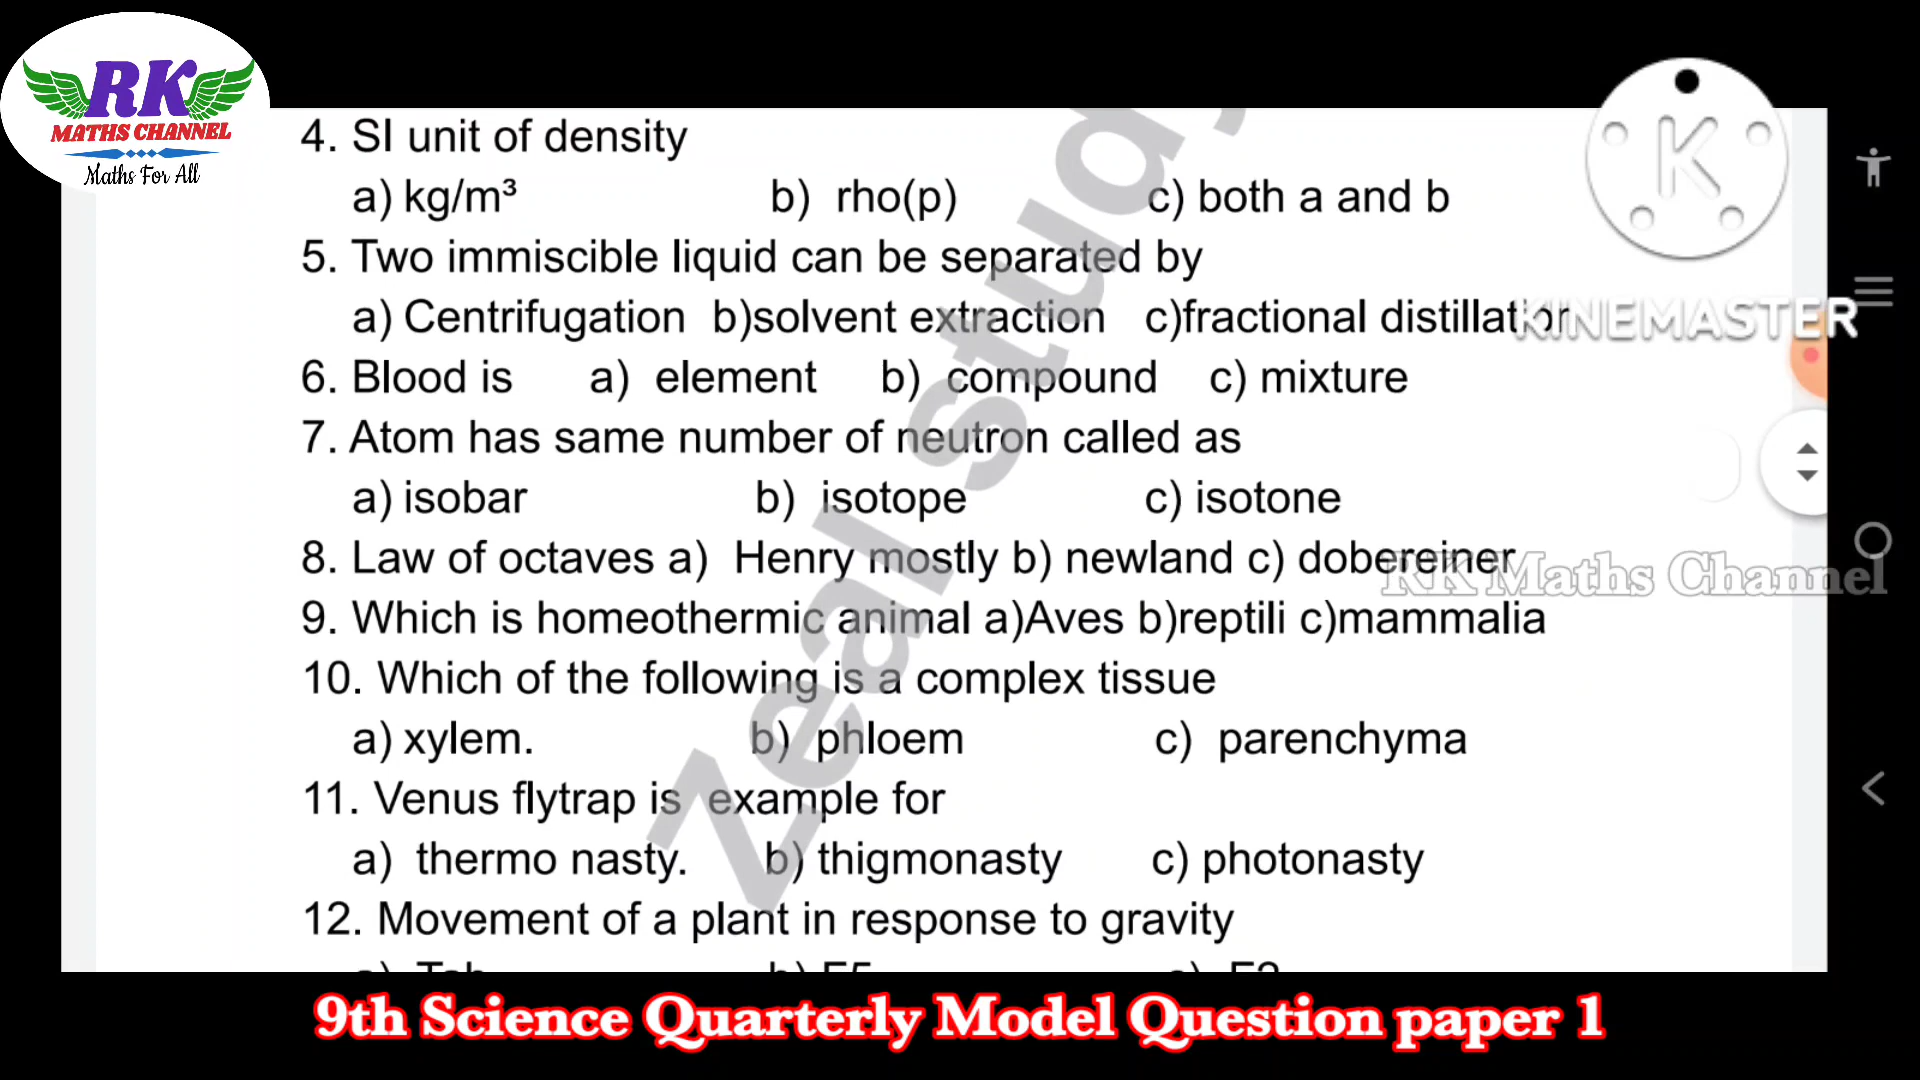 RK
MATHS CHANNEL
Maths For All
K
4. SI unit of density
a) kg/m³ b) rho(p) c) both a and b
5. Two immiscible liquid can be separated by
a) Centrifugation b)solvent extraction c)fractional distillation
KINEMASTER
6. Blood is a) element b) compound c) mixture
7. Atom has same number of neutron called as
a) isobar b) isotope c) isotone
8. Law of octaves a) Henry mostly b) newland c) dobereiner
RK Maths Channel
9. Which is homeothermic animal a)Aves b)reptili c)mammalia
10. Which of the following is a complex tissue
a) xylem. b) phloem c) parenchyma
11. Venus flytrap is example for
a) thermo nasty. b) thigmonasty c) photonasty
12. Movement of a plant in response to gravity
Zeal study
9th Science Quarterly Model Question paper 1